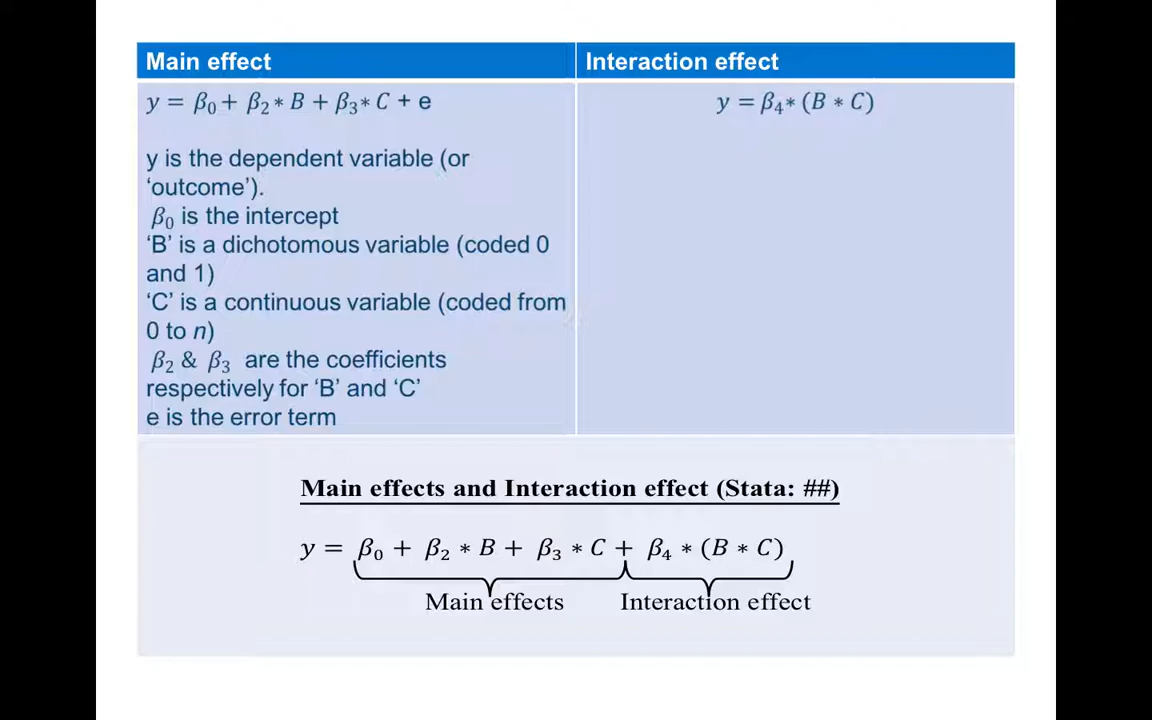 Main effect
Interaction effect
y = β₀ + β₂ * B + β₃ * C + e
y = β₄ * (B * C)
y is the dependent variable (or
‘outcome’).
β₀ is the intercept
‘B’ is a dichotomous variable (coded 0
and 1)
‘C’ is a continuous variable (coded from
0 to n)
β₂ & β₃ are the coefficients
respectively for ‘B’ and ‘C’
e is the error term
Main effects and Interaction effect (Stata: ##)
y = β₀ + β₂ * B + β₃ * C + β₄ * (B * C)
Main effects
Interaction effect